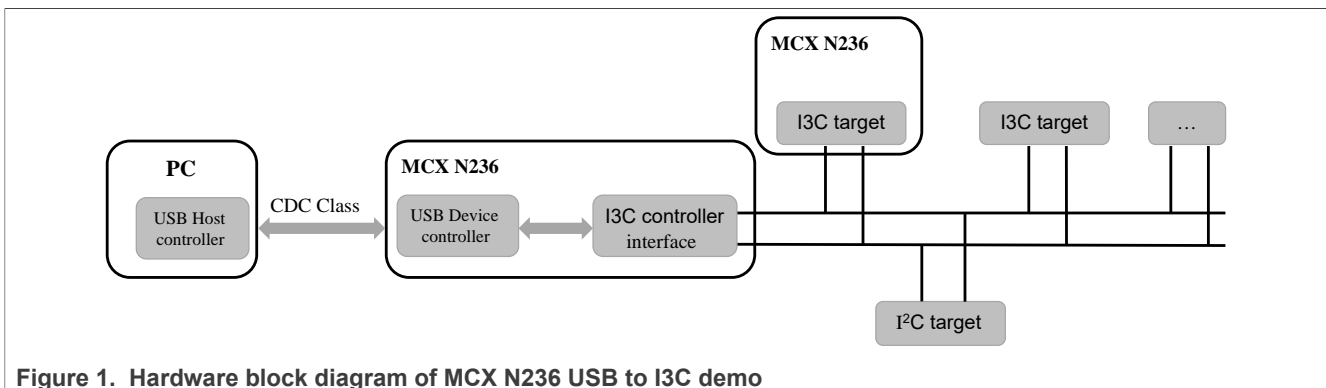 MCX N236
I3C target
I3C target
...
PC
MCX N236
CDC Class
USB Host
controller
USB Device
controller
I3C controller
interface
I²C target
Figure 1. Hardware block diagram of MCX N236 USB to I3C demo